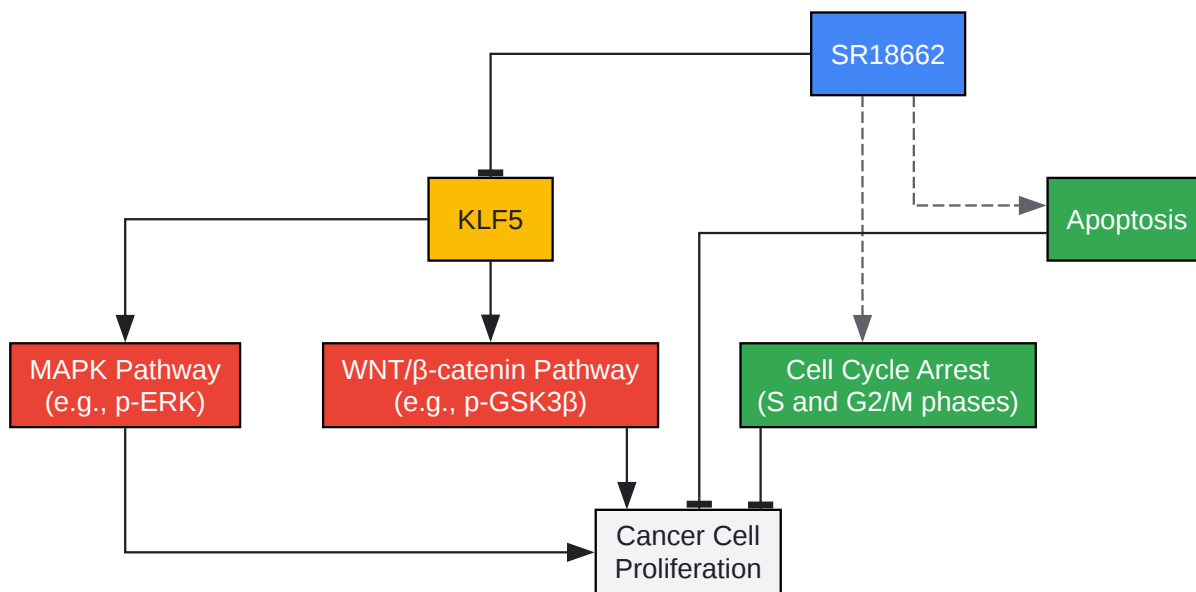 SR18662
KLF5
Apoptosis
MAPK Pathway
(e.g., p-ERK)
WNT/β-catenin Pathway
(e.g., p-GSK3β)
Cell Cycle Arrest
(S and G2/M phases)
Cancer Cell
Proliferation